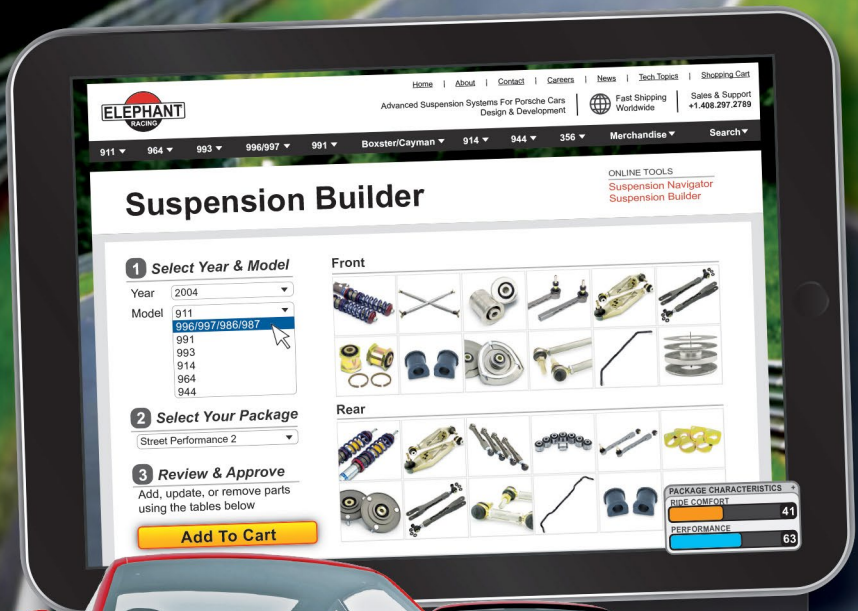 Home | About | Contact | Careers | News | Tech Topics | Shopping Cart
ELEPHANT
RACING
Advanced Suspension Systems For Porsche Cars
Design & Development
Fast Shipping
Worldwide
Sales & Support
+1.408.297.2789
911 ▼ 964 ▼ 993 ▼ 996/997 ▼ 991 ▼ Boxster/Cayman ▼ 914 ▼ 944 ▼ 356 ▼ Merchandise ▼ Search ▼
Suspension Builder
ONLINE TOOLS
Suspension Navigator
Suspension Builder
1 Select Year & Model
Year 2004
Model 911
996/997/986/987
991
993
914
964
944
2 Select Your Package
Street Performance 2
3 Review & Approve
Add, update, or remove parts
using the tables below
Add To Cart
Front
Rear
PACKAGE CHARACTERISTICS +
RIDE COMFORT
41
PERFORMANCE
63